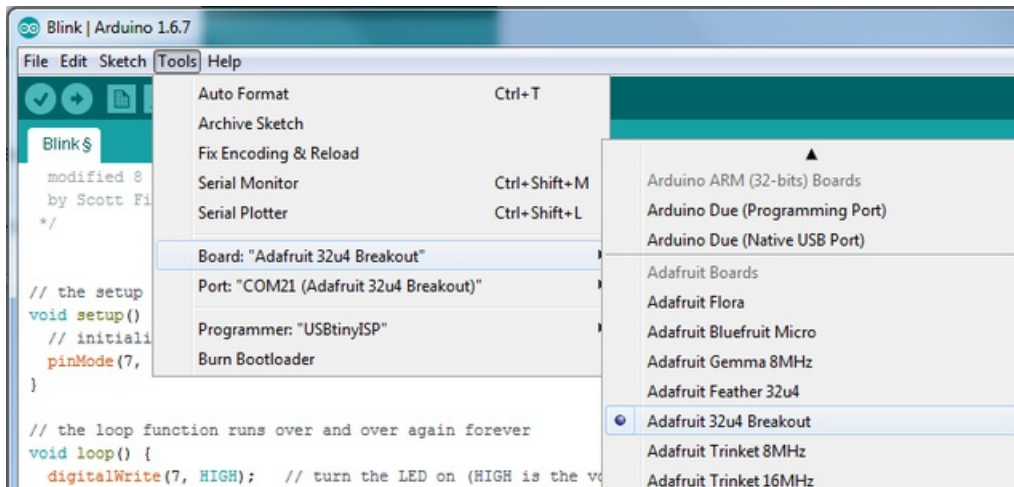 Blink | Arduino 1.6.7
File Edit Sketch Tools Help
Auto Format Ctrl+T
Archive Sketch
Fix Encoding & Reload
Serial Monitor Ctrl+Shift+M
Serial Plotter Ctrl+Shift+L
Board: "Adafruit 32u4 Breakout"
Port: "COM21 (Adafruit 32u4 Breakout)"
Programmer: "USBtinyISP"
Burn Bootloader
Arduino ARM (32-bits) Boards
Arduino Due (Programming Port)
Arduino Due (Native USB Port)
Adafruit Boards
Adafruit Flora
Adafruit Bluefruit Micro
Adafruit Gemma 8MHz
Adafruit Feather 32u4
Adafruit 32u4 Breakout
Adafruit Trinket 8MHz
Adafruit Trinket 16MHz
Blink §
modified 8
by Scott Fi
*/
// the setup
void setup()
// initiali
pinMode(7,
}
// the loop function runs over and over again forever
void loop() {
digitalWrite(7, HIGH); // turn the LED on (HIGH is the vo